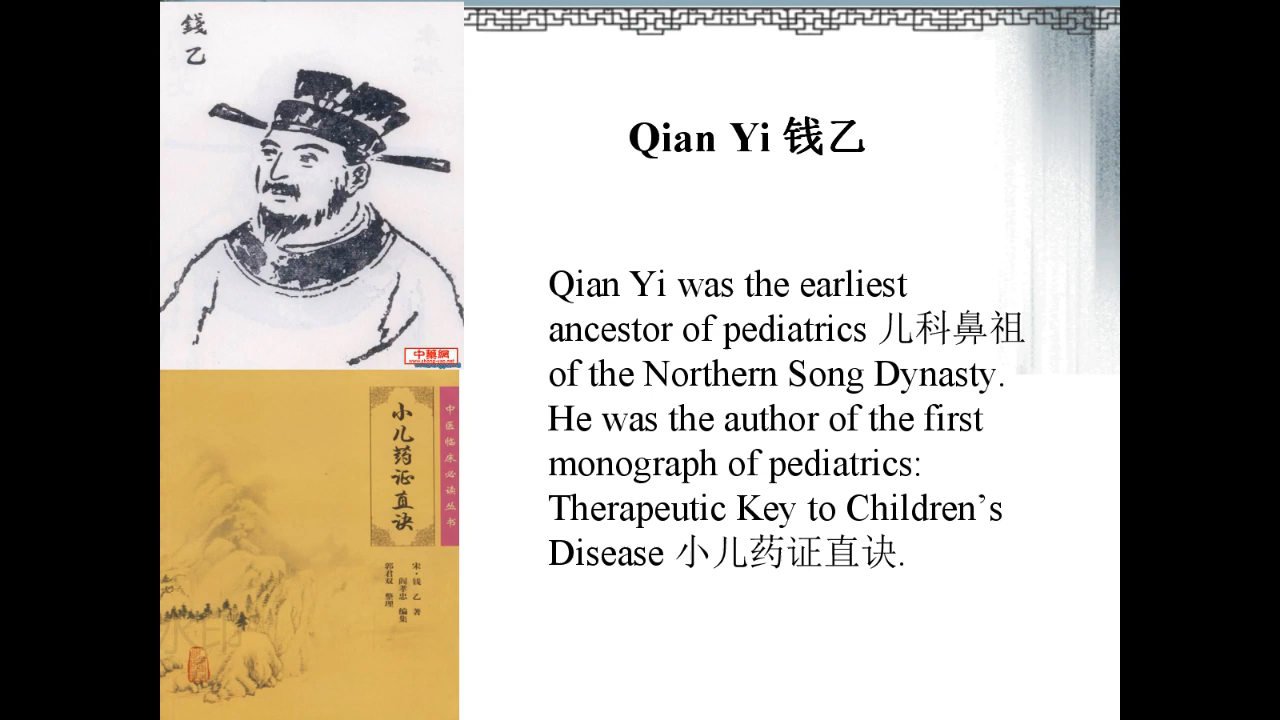 錢乙
中藥網
Qian Yi 钱乙
Qian Yi was the earliest
ancestor of pediatrics 儿科鼻祖
of the Northern Song Dynasty.
He was the author of the first
monograph of pediatrics:
Therapeutic Key to Children’s
Disease 小儿药证直诀.
中医临床必读丛书
小儿药证直诀
宋·钱乙 著
阎孝忠 编集
郭君双 整理